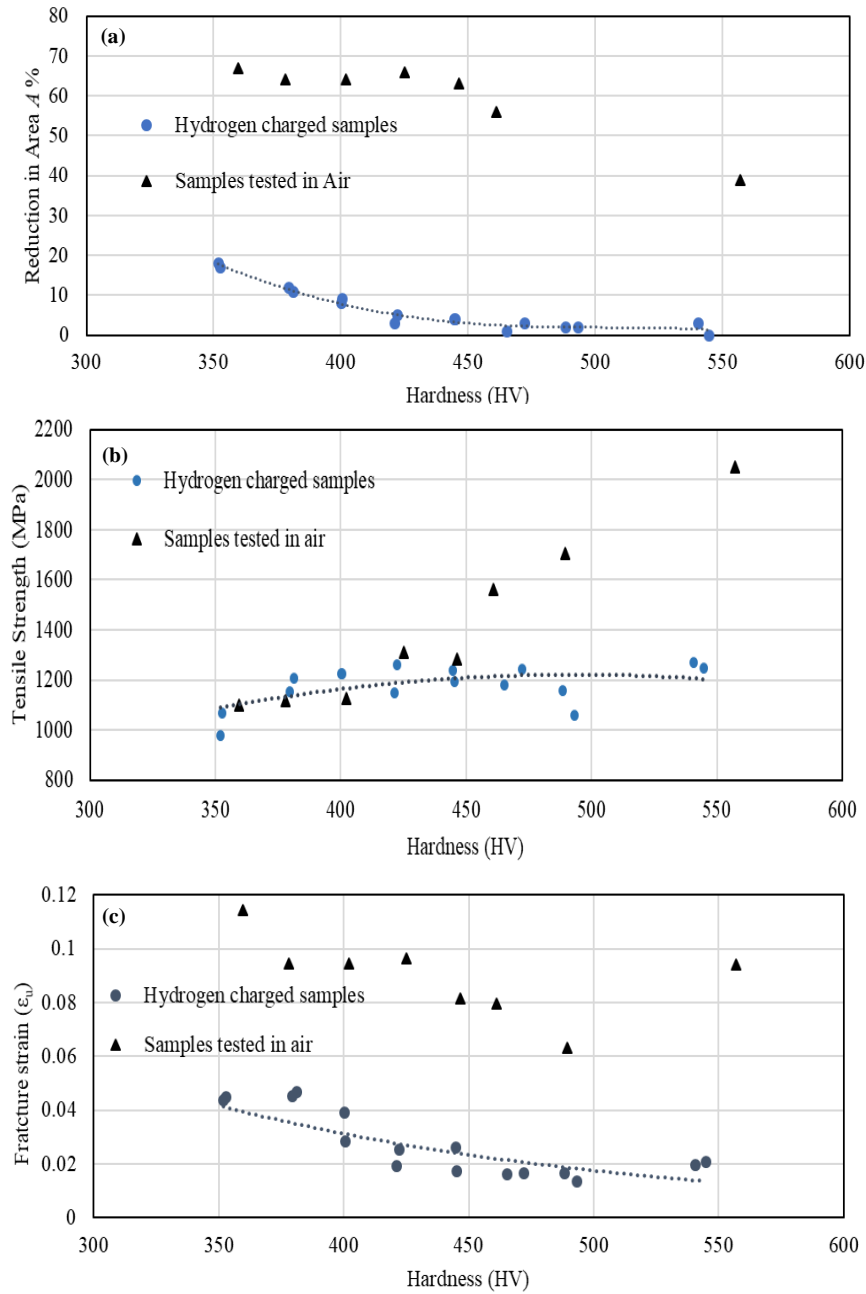 (a)
Reduction in Area A %
80
70
60
50
40
30
20
10
0
Hydrogen charged samples
Samples tested in Air
300 350 400 450 500 550 600
Hardness (HV)
(b)
Tensile Strength (MPa)
2200
2000
1800
1600
1400
1200
1000
800
Hydrogen charged samples
Samples tested in air
300 350 400 450 500 550 600
Hardness (HV)
(c)
Fratcture strain (εu)
0.12
0.1
0.08
0.06
0.04
0.02
0
Hydrogen charged samples
Samples tested in air
300 350 400 450 500 550 600
Hardness (HV)